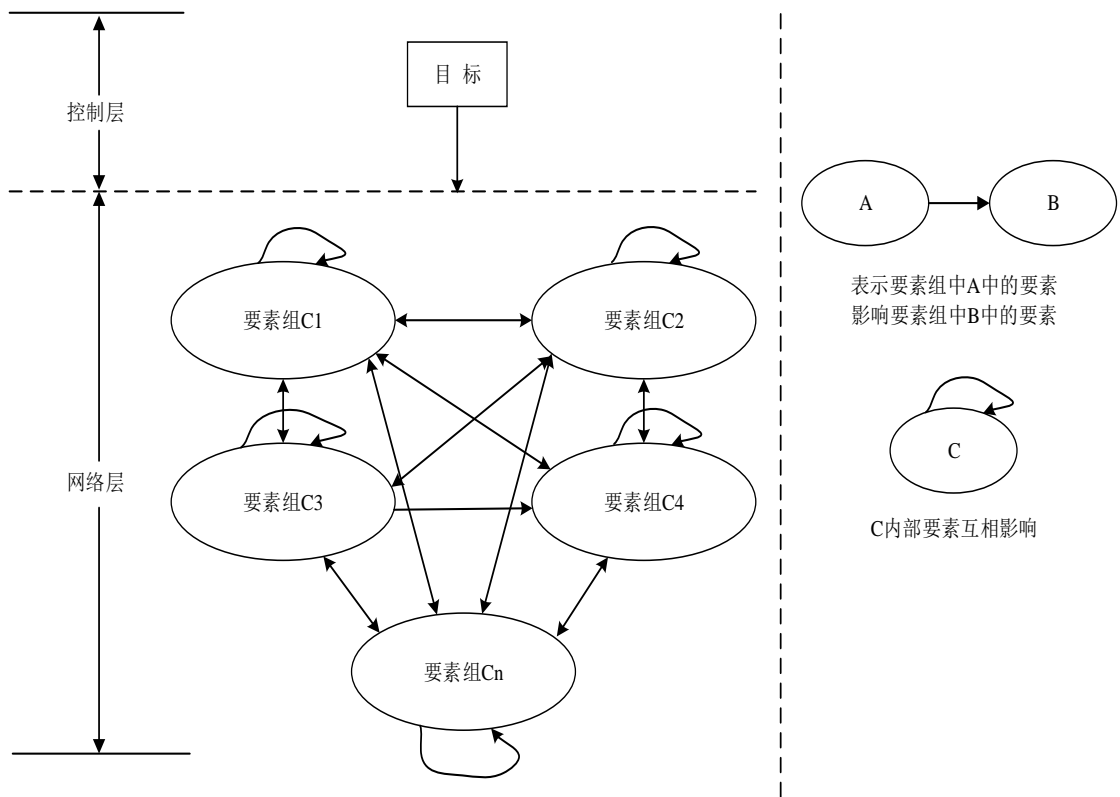 目 标
控制层
要素组C1
要素组C2
要素组C3
要素组C4
网络层
要素组Cn
A
B
表示要素组中A中的要素
影响要素组中B中的要素
C
C内部要素互相影响